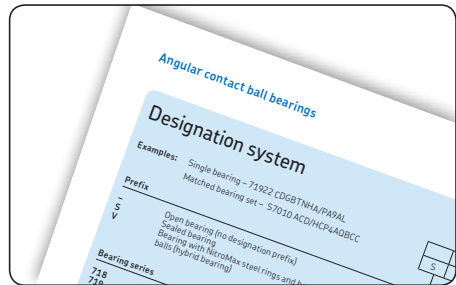 Angular contact ball bearings
Designation system
Examples: Single bearing – 71922 CDGBTNHA/PA9AL
Matched bearing set – S7010 ACD/HCP4AQBCC
Prefix
–
S
V
Open bearing (no designation prefix)
Sealed bearing
Bearing with NitroMax steel rings and
balls (hybrid bearing)
S
Bearing series
718
719